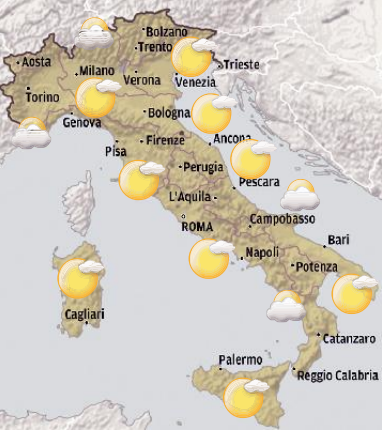 Bolzano
Trento
Aosta
Milano
Verona
Venezia
Trieste
Torino
Genova
Bologna
Pisa
Firenze
Ancona
Perugia
Pescara
L'Aquila
ROMA
Campobasso
Bari
Napoli
Potenza
Cagliari
Catanzaro
Palermo
Reggio Calabria